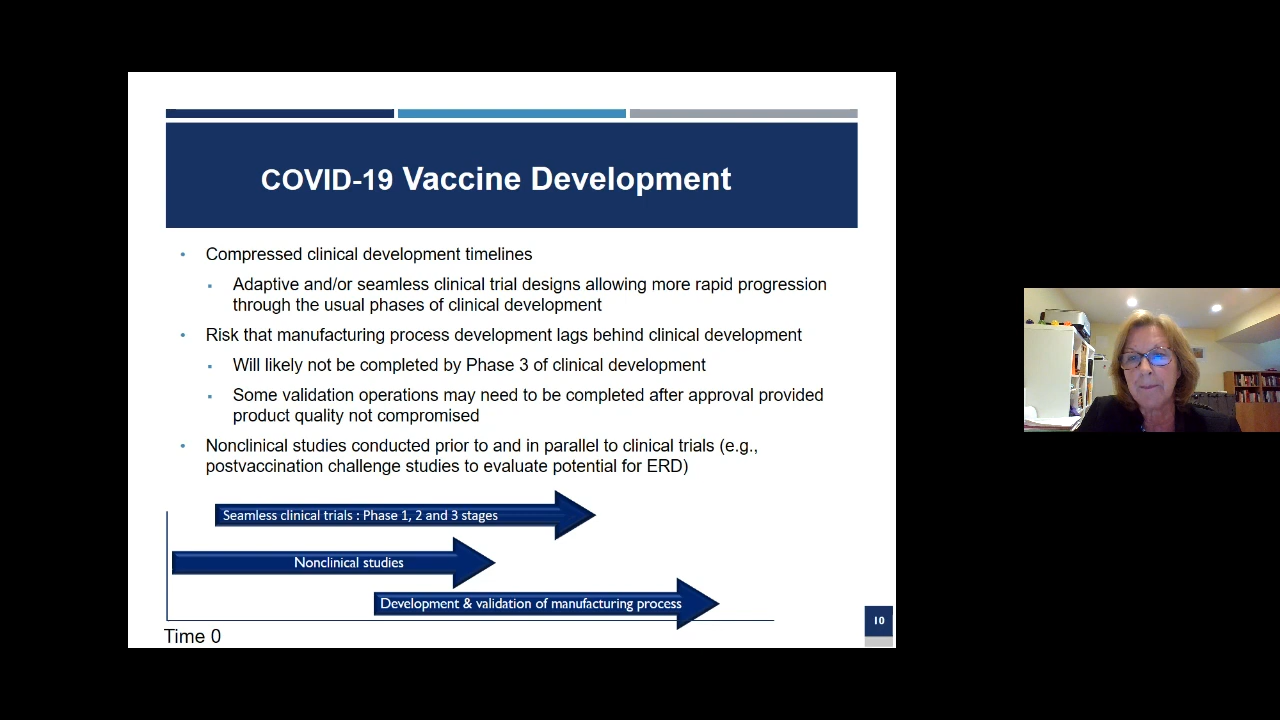 COVID-19 Vaccine Development
• Compressed clinical development timelines
▪ Adaptive and/or seamless clinical trial designs allowing more rapid progression
through the usual phases of clinical development
• Risk that manufacturing process development lags behind clinical development
▪ Will likely not be completed by Phase 3 of clinical development
▪ Some validation operations may need to be completed after approval provided
product quality not compromised
• Nonclinical studies conducted prior to and in parallel to clinical trials (e.g.,
postvaccination challenge studies to evaluate potential for ERD)
Seamless clinical trials : Phase 1, 2 and 3 stages
Nonclinical studies
Development & validation of manufacturing process
Time 0
10